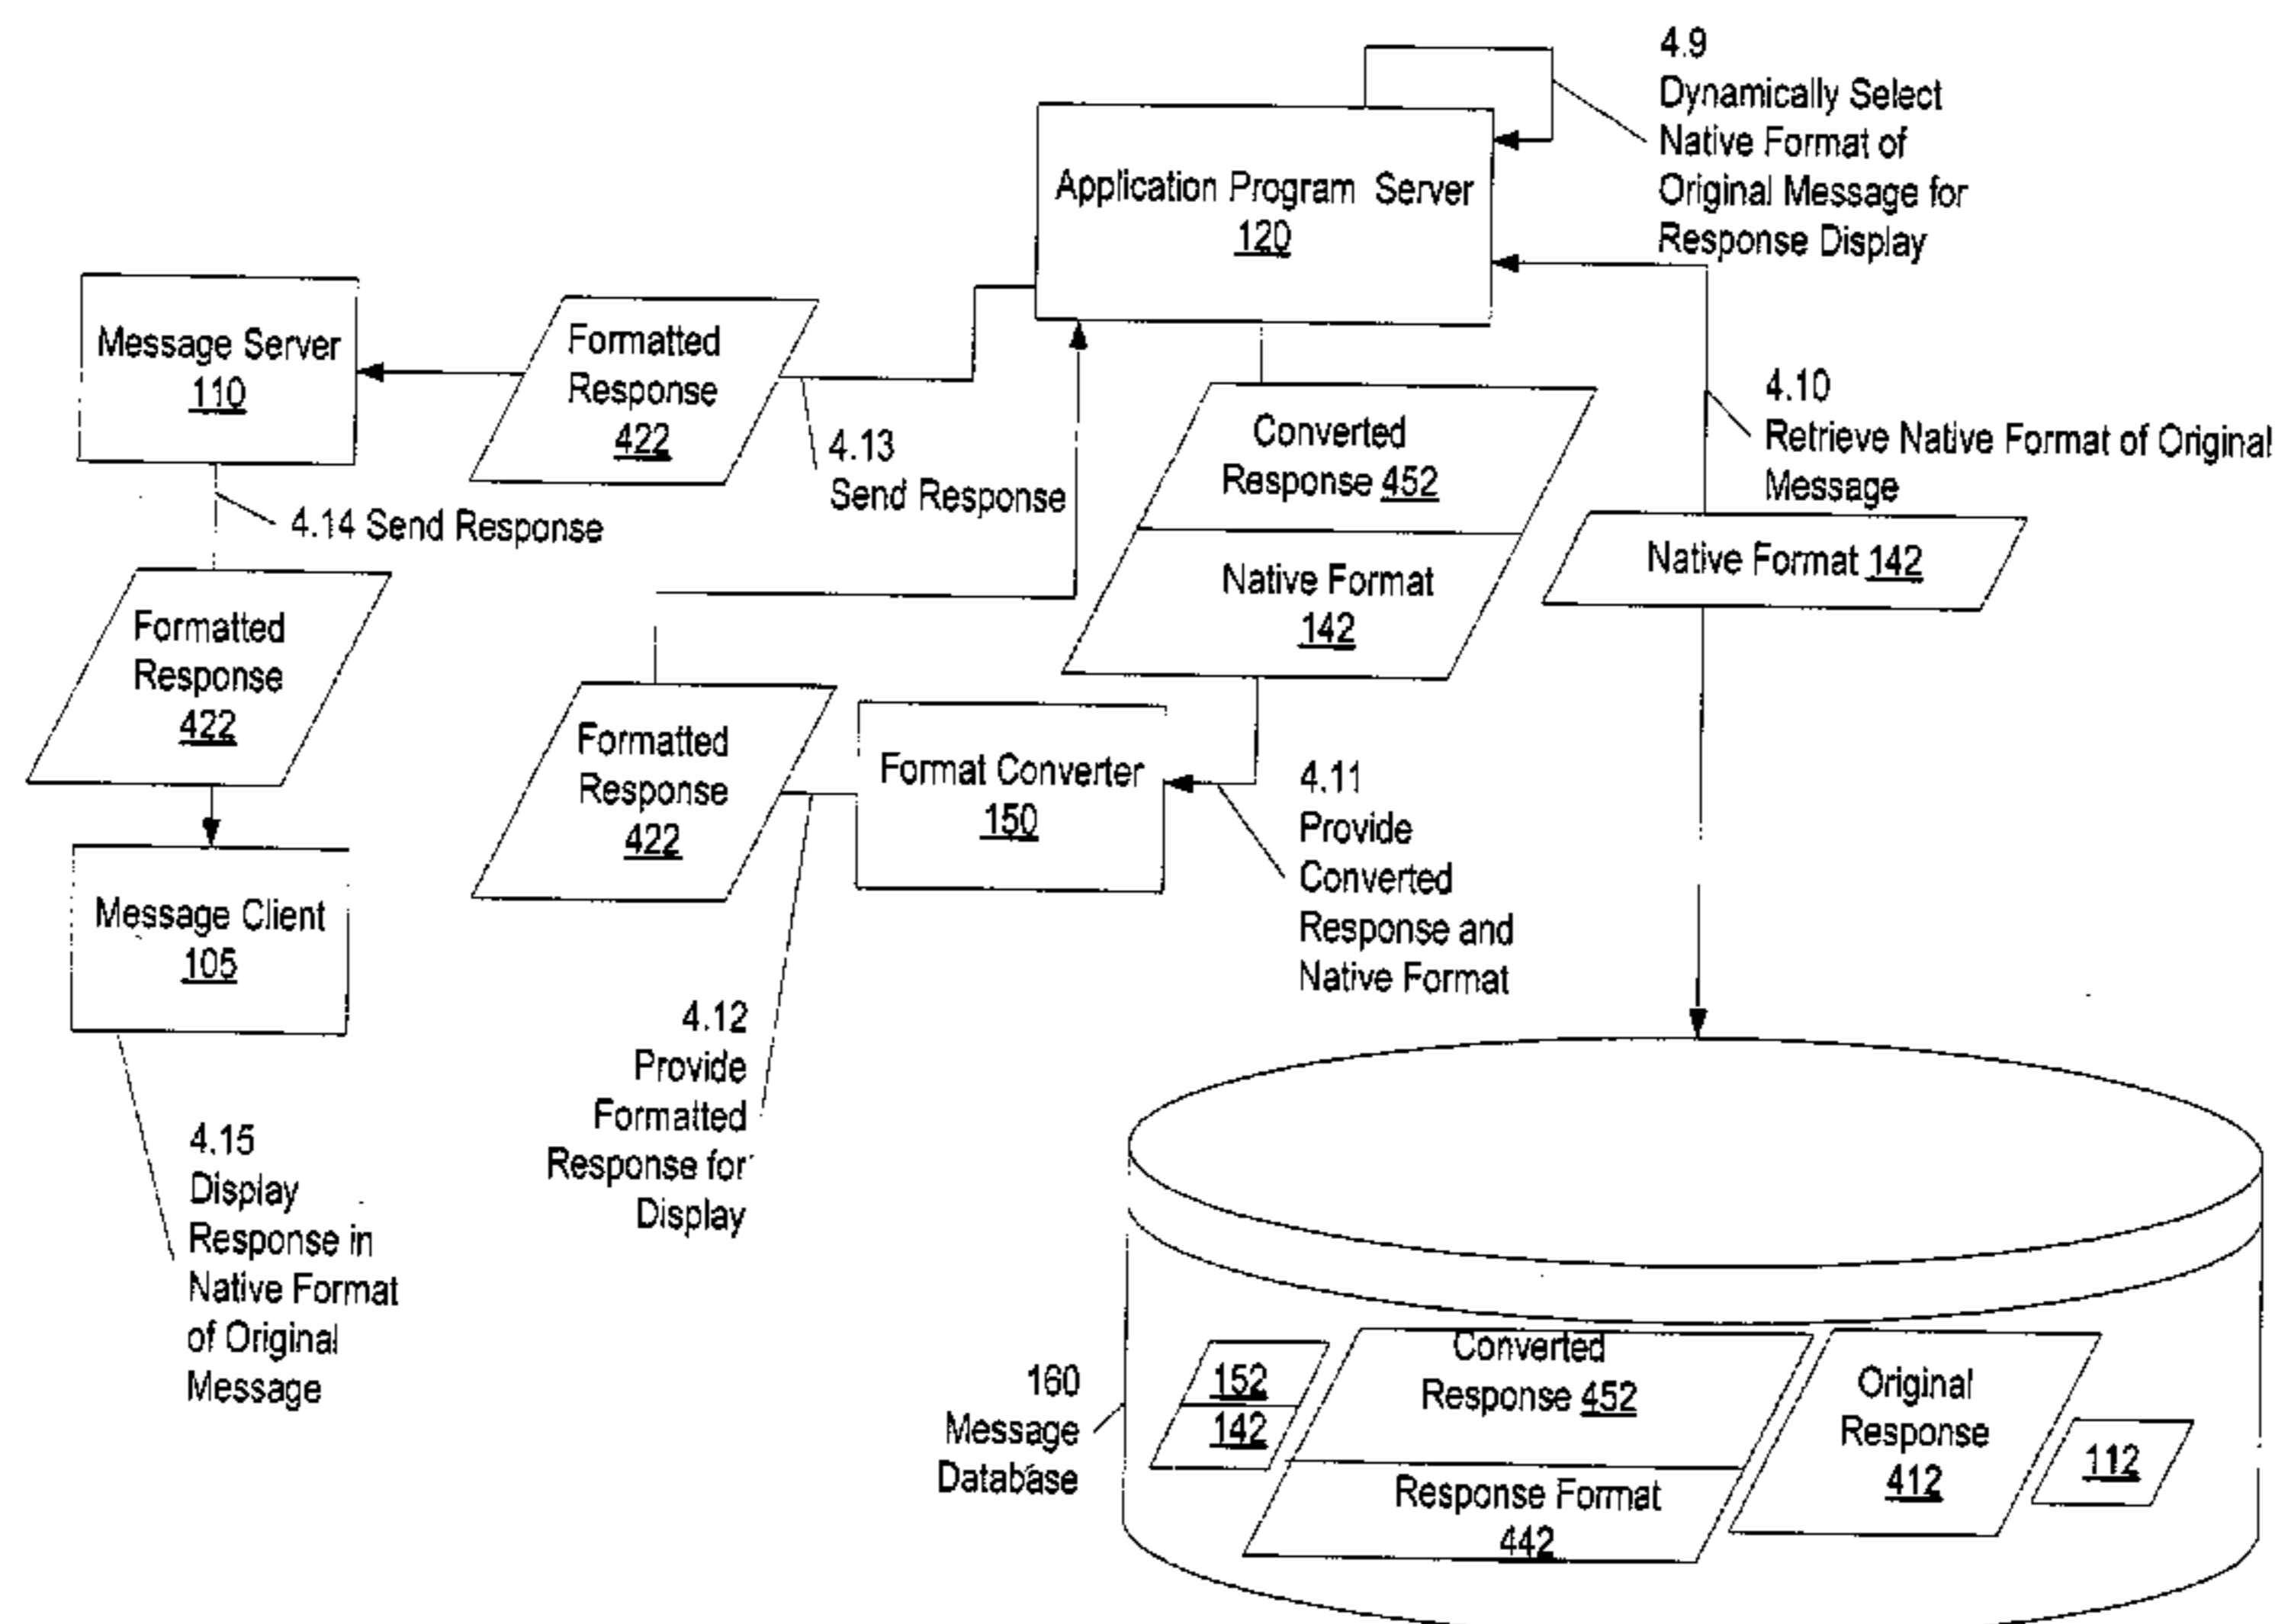 4.9
Dynamically Select
Native Format of
Original Message for
Response Display
Application Program Server
120
Message Server
110
Formatted
Response
422
4.13
Send Response
Converted
Response 452
Native Format
142
4.10
Retrieve Native Format of Original
Message
Native Format 142
4.14 Send Response
Formatted
Response
422
Formatted
Response
422
Format Converter
150
4.11
Provide
Converted
Response and
Native Format
Message Client
105
4.12
Provide
Formatted
Response for
Display
4.15
Display
Response in
Native Format
of Original
Message
160
Message
Database
152
142
Converted
Response 452
Response Format
442
Original
Response
412
112